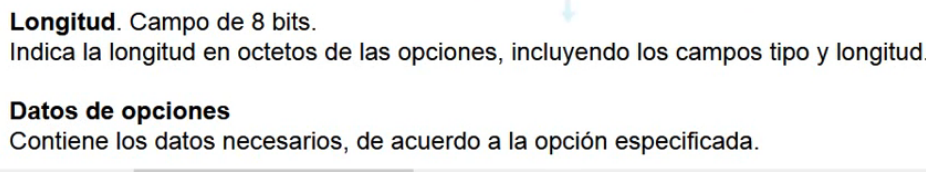 Longitud. Campo de 8 bits.
Indica la longitud en octetos de las opciones, incluyendo los campos tipo y longitud.
Datos de opciones
Contiene los datos necesarios, de acuerdo a la opción especificada.